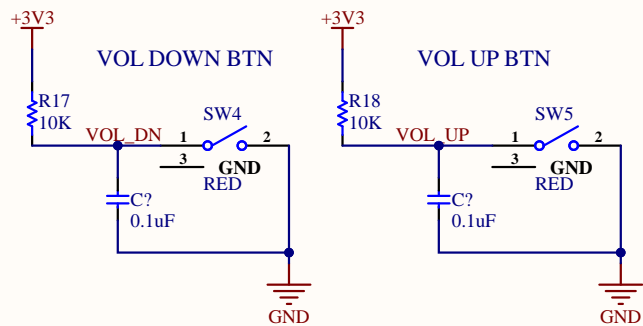 +3V3
VOL DOWN BTN
R17
10K
VOL_DN
SW4
1
2
3
GND
RED
C?
0.1uF
GND
+3V3
VOL UP BTN
R18
10K
VOL_UP
SW5
1
2
3
GND
RED
C?
0.1uF
GND